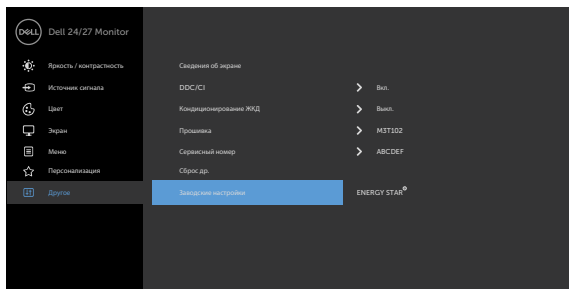 DELL
Dell 24/27 Monitor
Яркость / контрастность
Источник сигнала
Цвет
Экран
Меню
Персонализация
Другое
Сведения об экране
DDC/CI
Вкл.
Кондиционирование ЖКД
Выкл.
Прошивка
M3T102
Сервисный номер
ABCDEF
Сброс др.
Заводские настройки
ENERGY STAR®